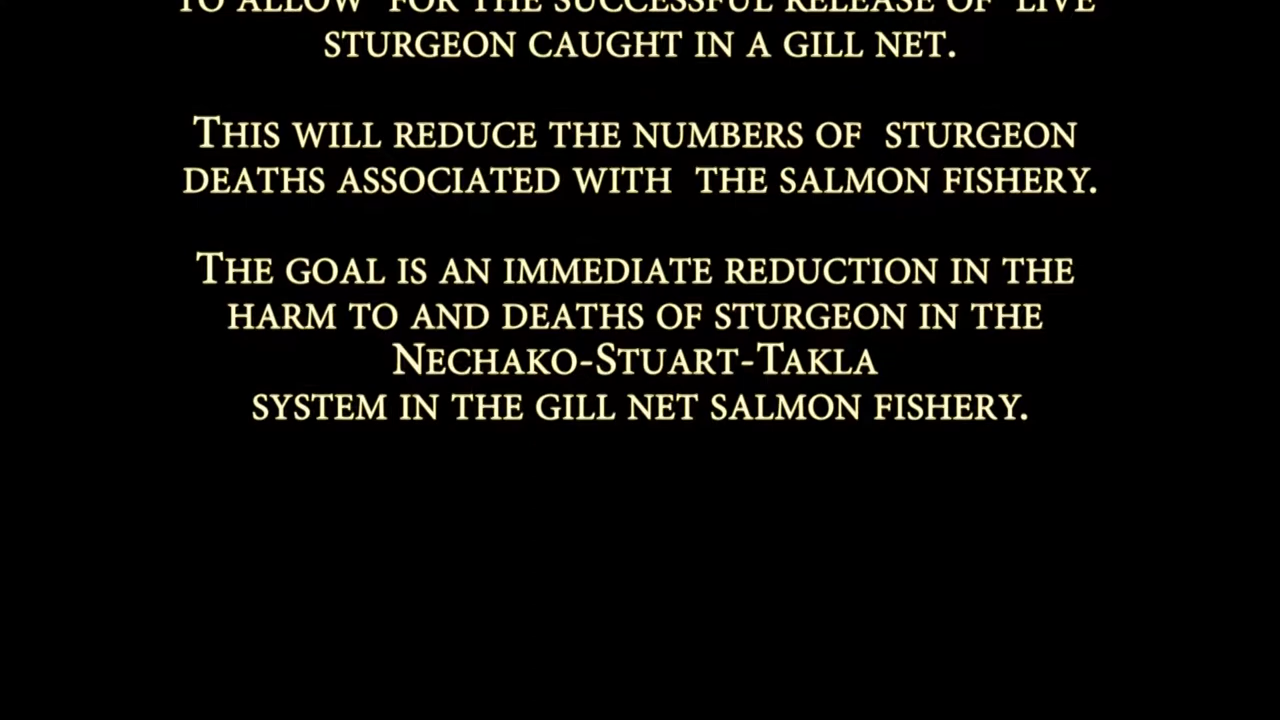 TO ALLOW FOR THE SUCCESSFUL RELEASE OF LIVE
STURGEON CAUGHT IN A GILL NET.
THIS WILL REDUCE THE NUMBERS OF STURGEON
DEATHS ASSOCIATED WITH THE SALMON FISHERY.
THE GOAL IS AN IMMEDIATE REDUCTION IN THE
HARM TO AND DEATHS OF STURGEON IN THE
NECHAKO-STUART-TAKLA
SYSTEM IN THE GILL NET SALMON FISHERY.